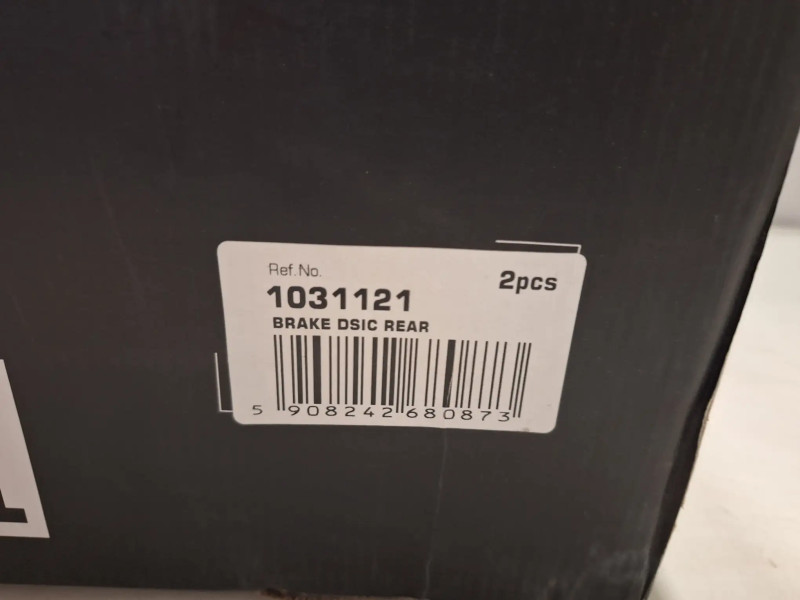 Ref.No.
2pcs
1031121
BRAKE DSIC REAR
5 908242 680873